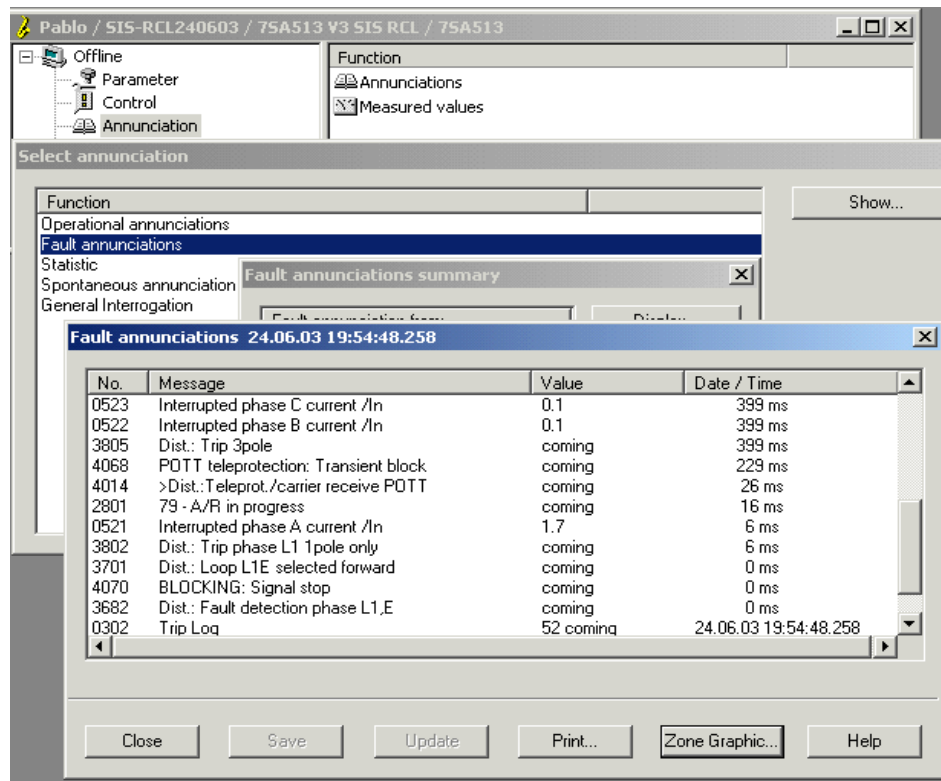 Pablo / SIS-RCL240603 / 7SA513 V3 SIS RCL / 7SA513
Offline
Parameter
Control
Annunciation
Function
Annunciations
Measured values
Select annunciation
Function
Show...
Operational annunciations
Fault annunciations
Statistic
Spontaneous annunciation
General Interrogation
Fault annunciations summary
Fault annunciations 24.06.03 19:54:48.258
No. Message Value Date / Time
0523 Interrupted phase C current /In 0.1 399 ms
0522 Interrupted phase B current /In 0.1 399 ms
3805 Dist.: Trip 3pole coming 399 ms
4068 POTT teleprotection: Transient block coming 229 ms
4014 >Dist.:Teleprot./carrier receive POTT coming 26 ms
2801 79 - A/R in progress coming 16 ms
0521 Interrupted phase A current /In 1.7 6 ms
3802 Dist.: Trip phase L1 1pole only coming 6 ms
3701 Dist.: Loop L1E selected forward coming 0 ms
4070 BLOCKING: Signal stop coming 0 ms
3682 Dist.: Fault detection phase L1,E coming 0 ms
0302 Trip Log 52 coming 24.06.03 19:54:48.258
Close Save Update Print... Zone Graphic... Help